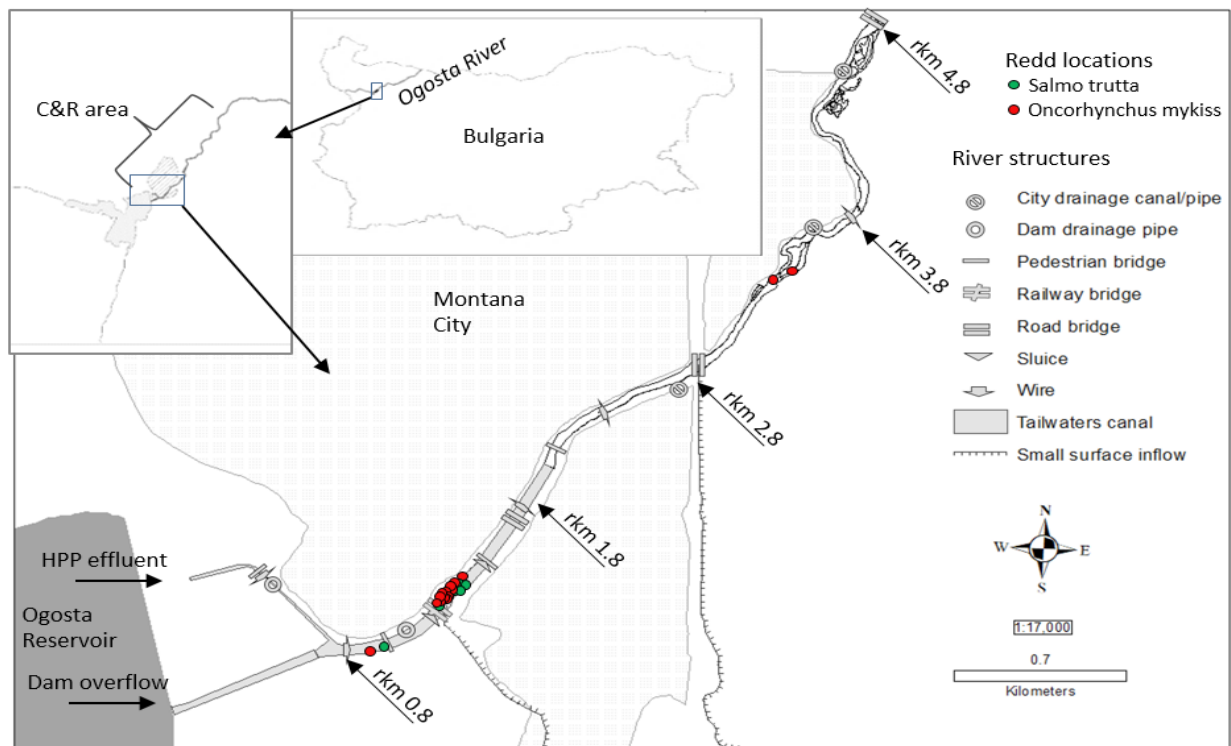 C&R area
Ogosta River
Bulgaria
rkm 4.8
Redd locations
Salmo trutta
Oncorhynchus mykiss
River structures
City drainage canal/pipe
Dam drainage pipe
Pedestrian bridge
Railway bridge
Road bridge
Sluice
Wire
Tailwaters canal
Small surface inflow
rkm 3.8
Montana
City
rkm 2.8
rkm 1.8
HPP effluent
Ogosta
Reservoir
Dam overflow
rkm 0.8
N
W
E
S
1:17,000
0.7
Kilometers